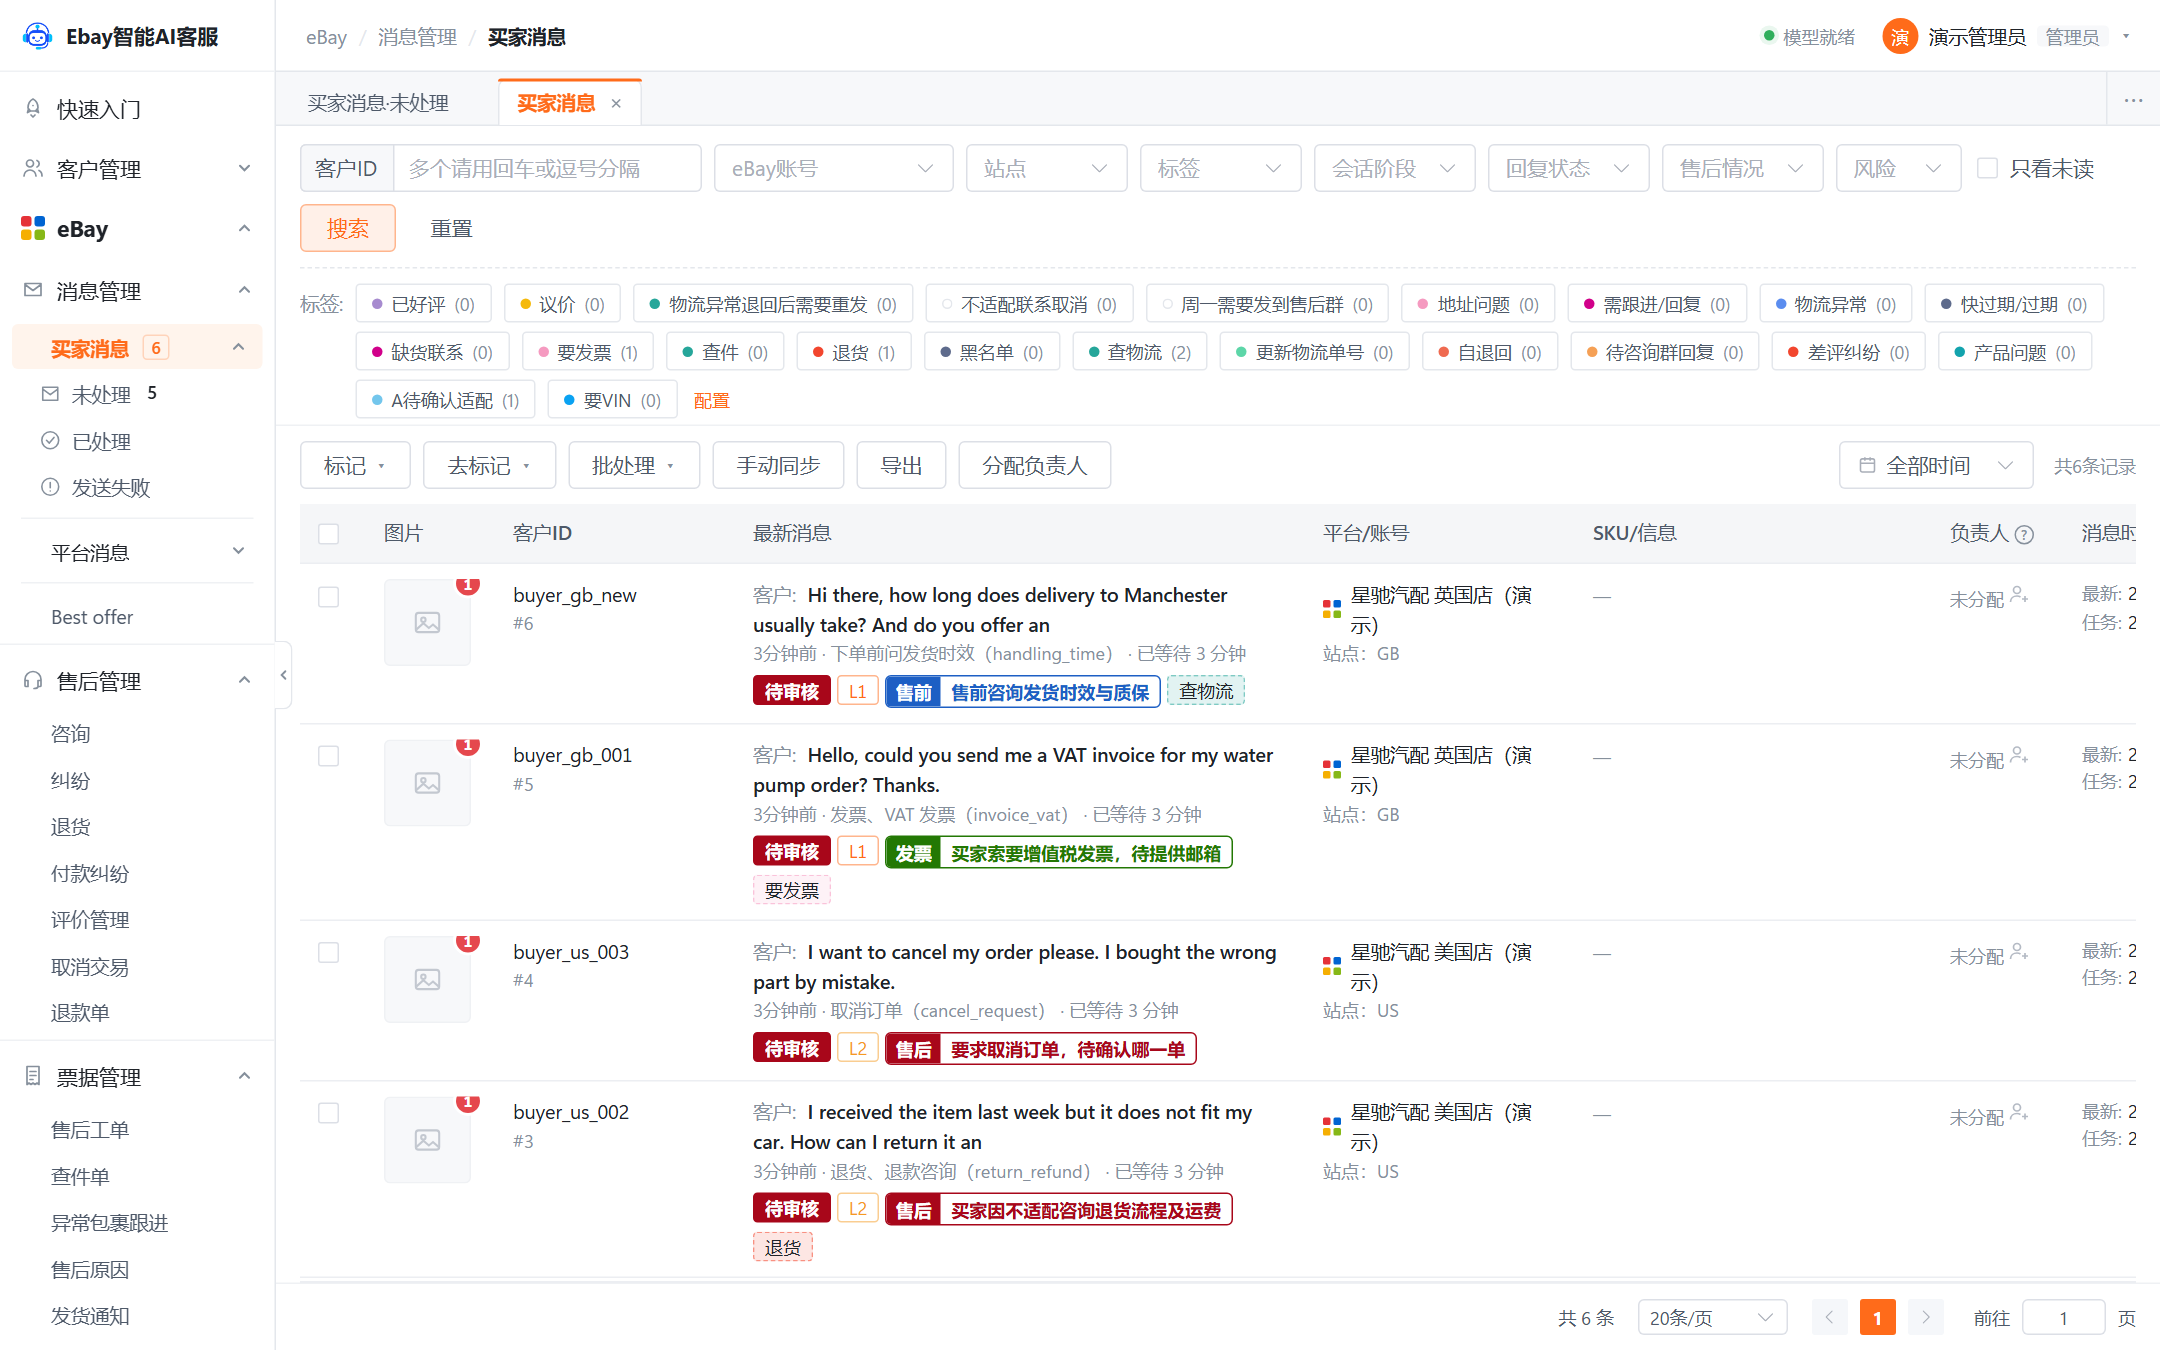 Ebay智能AI客服
eBay / 消息管理 / 买家消息
模型就绪 演 演示管理员 管理员
快速入门
客户管理
eBay
消息管理
买家消息 6
未处理 5
已处理
发送失败
平台消息
Best offer
售后管理
咨询
纠纷
退货
付款纠纷
评价管理
取消交易
退款单
票据管理
售后工单
查件单
异常包裹跟进
售后原因
发货通知
买家消息·未处理 买家消息 × ...
客户ID 多个请用回车或逗号分隔 eBay账号 站点 标签 会话阶段 回复状态 售后情况 风险 只看未读
搜索 重置
标签: 已好评 (0) 议价 (0) 物流异常退回后需要重发 (0) 不适配联系取消 (0) 周一需要发到售后群 (0) 地址问题 (0) 需跟进/回复 (0) 物流异常 (0) 快过期/过期 (0)
缺货联系 (0) 要发票 (1) 查件 (0) 退货 (1) 黑名单 (0) 查物流 (2) 更新物流单号 (0) 自退回 (0) 待咨询群回复 (0) 差评纠纷 (0) 产品问题 (0)
A待确认适配 (1) 要VIN (0) 配置
标记 去标记 批处理 手动同步 导出 分配负责人 全部时间 共6条记录
图片 客户ID 最新消息 平台/账号 SKU/信息 负责人 ? 消息时
1 buyer_gb_new 客户: Hi there, how long does delivery to Manchester 星驰汽配 英国店（演 — 未分配 最新: 2
#6 usually take? And do you offer an 示） 任务: 2
3分钟前 · 下单前问发货时效（handling_time） · 已等待 3 分钟 站点：GB
待审核 L1 售前 售前咨询发货时效与质保 查物流
1 buyer_gb_001 客户: Hello, could you send me a VAT invoice for my water 星驰汽配 英国店（演 — 未分配 最新: 2
#5 pump order? Thanks. 示） 任务: 2
3分钟前 · 发票、VAT 发票（invoice_vat） · 已等待 3 分钟 站点：GB
待审核 L1 发票 买家索要增值税发票，待提供邮箱
要发票
1 buyer_us_003 客户: I want to cancel my order please. I bought the wrong 星驰汽配 美国店（演 — 未分配 最新: 2
#4 part by mistake. 示） 任务: 2
3分钟前 · 取消订单（cancel_request） · 已等待 3 分钟 站点：US
待审核 L2 售后 要求取消订单，待确认哪一单
1 buyer_us_002 客户: I received the item last week but it does not fit my 星驰汽配 美国店（演 — 未分配 最新: 2
#3 car. How can I return it an 示） 任务: 2
3分钟前 · 退货、退款咨询（return_refund） · 已等待 3 分钟 站点：US
待审核 L2 售后 买家因不适配咨询退货流程及运费
退货
共 6 条 20条/页 1 前往 1 页